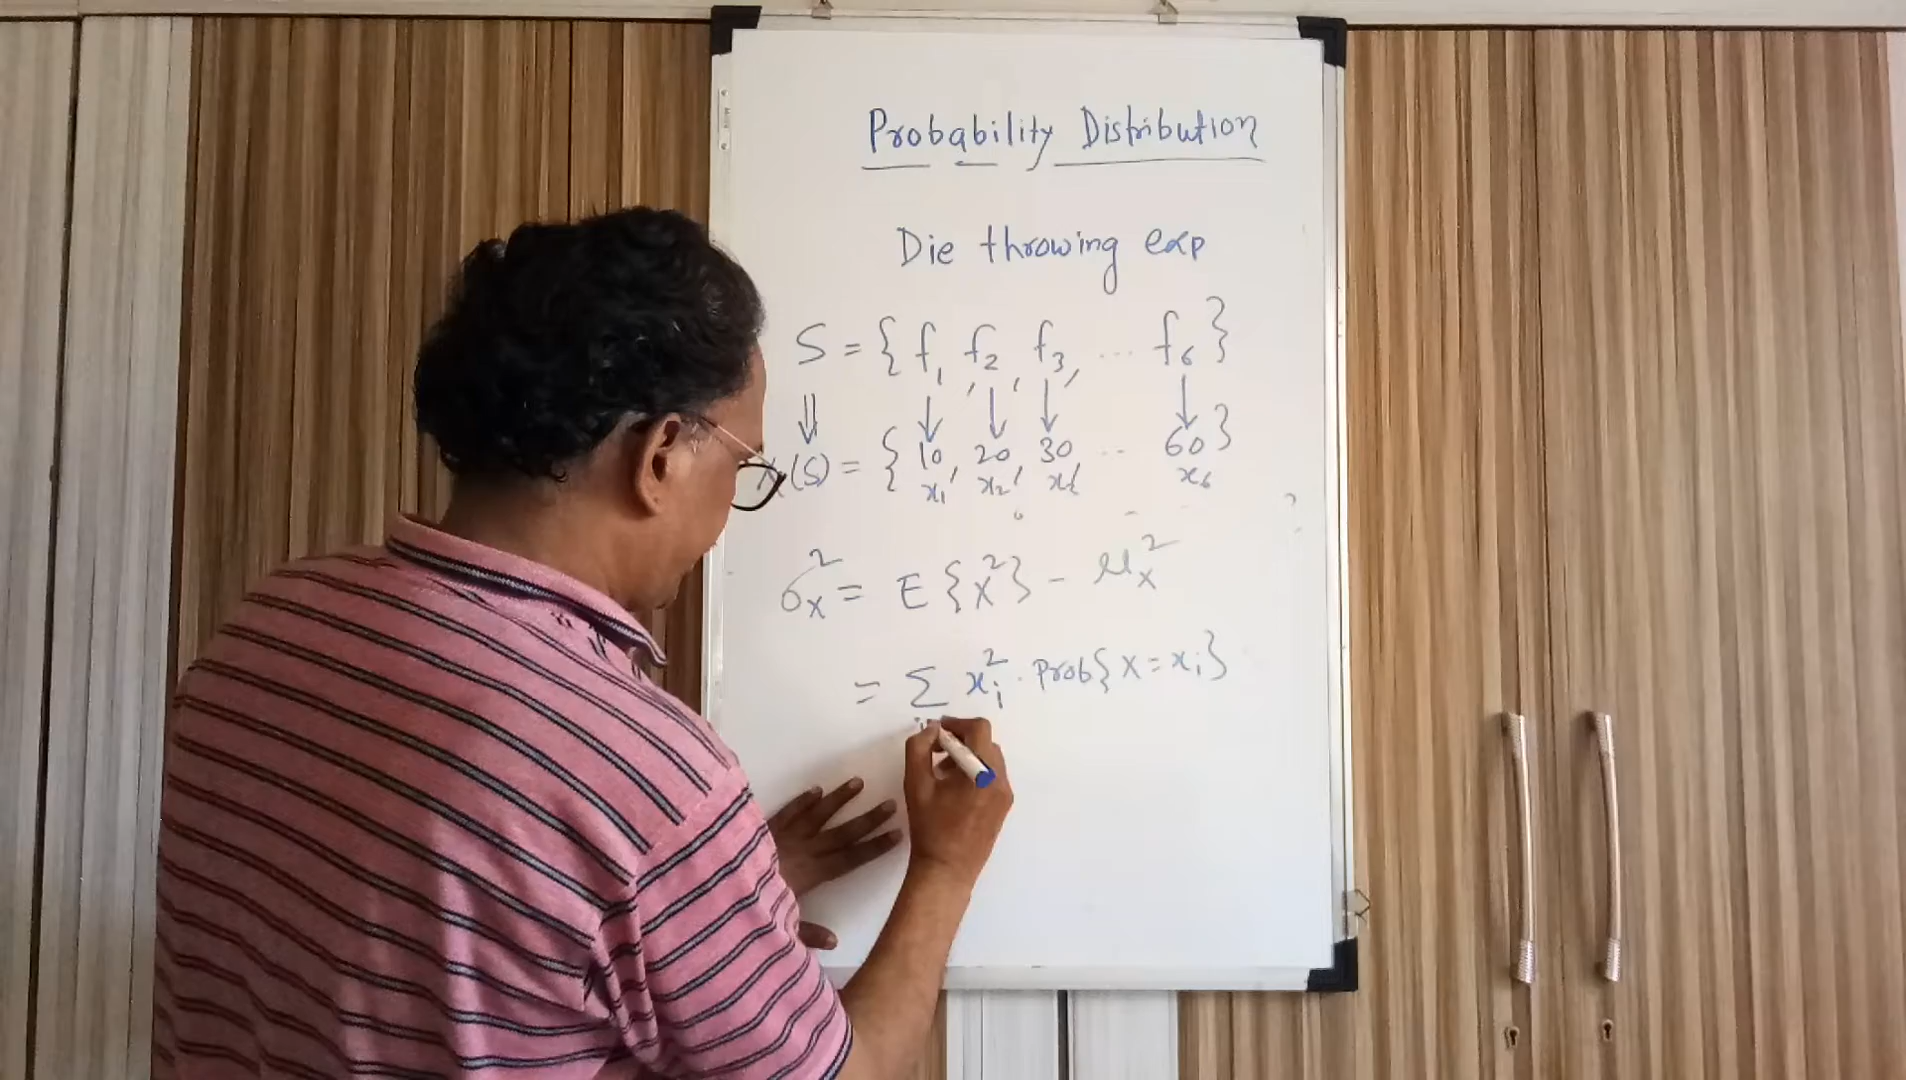 Probability Distribution
Die throwing exp
S = { f₁, f₂, f₃, ... f₆ }
⇓ ↓ ↓ ↓ ↓
X(S) = { 10, 20, 30 ... 60 }
x₁, x₂, x₆
σₓ² = E{X²} - μₓ²
= Σ xᵢ² · Prob{X = xᵢ}